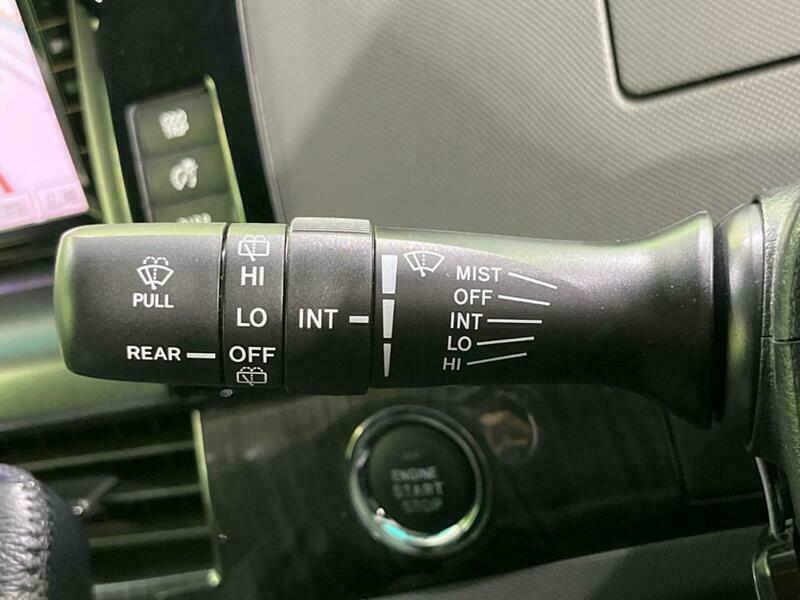 PULL
REAR
HI
LO
OFF
INT
MIST
OFF
INT
LO
HI
ENGINE
START
STOP